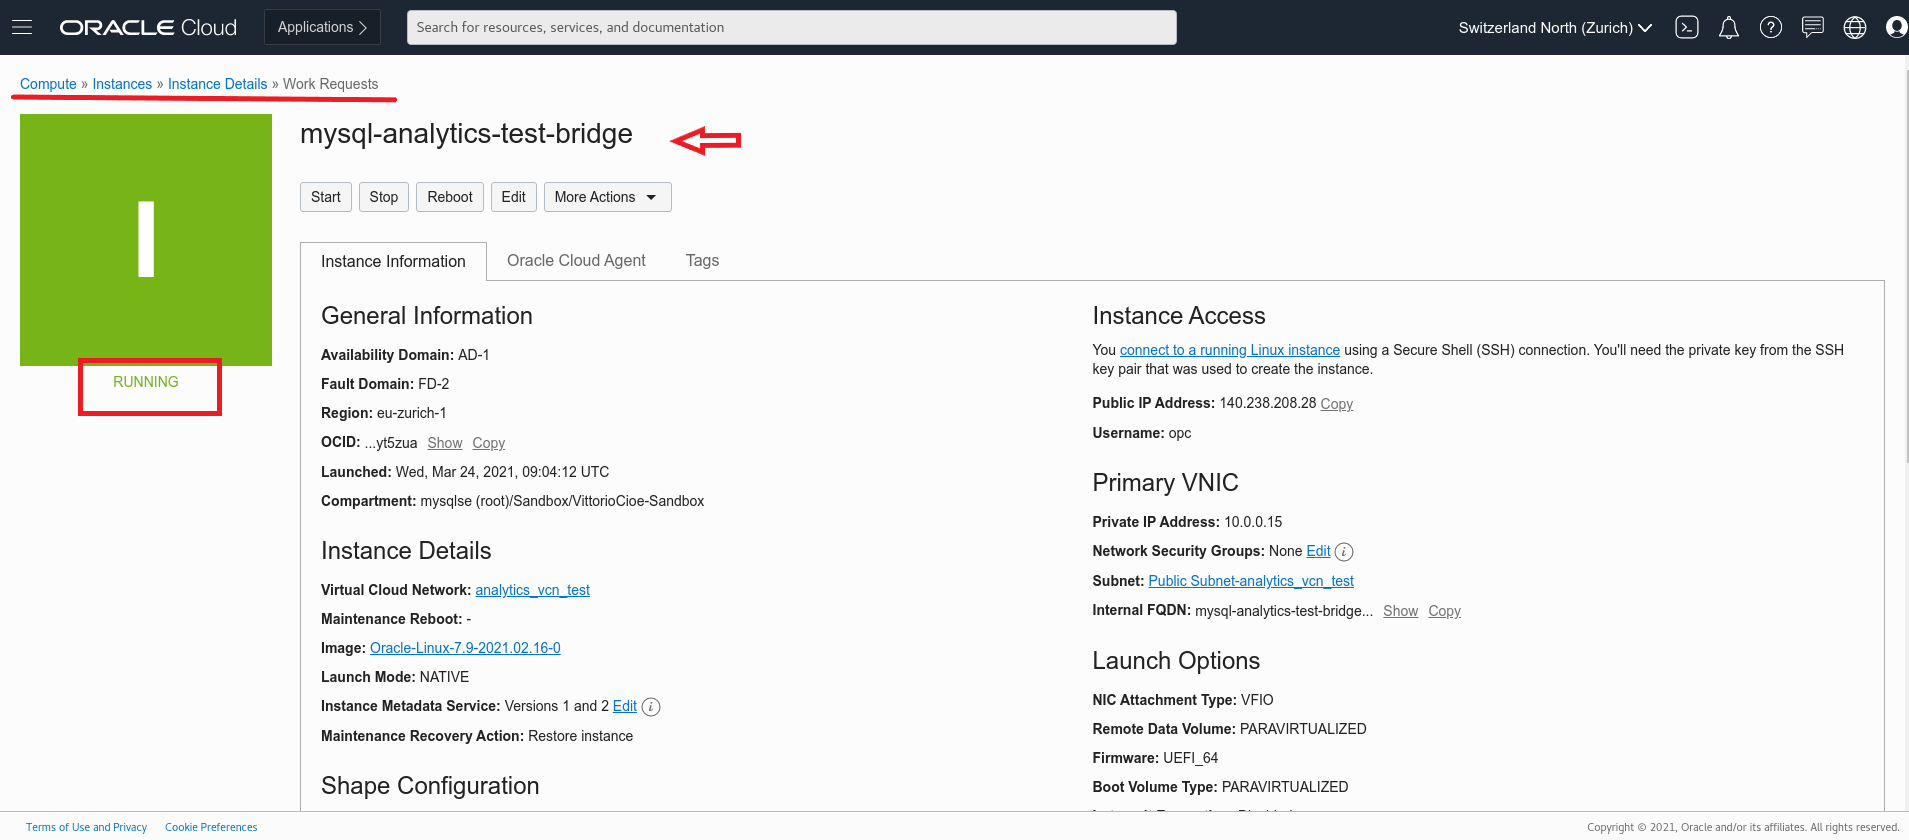 ORACLE Cloud
Applications
Search for resources, services, and documentation
Switzerland North (Zurich)
Compute » Instances » Instance Details » Work Requests
I
RUNNING
mysql-analytics-test-bridge
Start Stop Reboot Edit More Actions
Instance Information Oracle Cloud Agent Tags
General Information
Availability Domain: AD-1
Fault Domain: FD-2
Region: eu-zurich-1
OCID: ...yt5zua Show Copy
Launched: Wed, Mar 24, 2021, 09:04:12 UTC
Compartment: mysqlse (root)/Sandbox/VittorioCioe-Sandbox
Instance Details
Virtual Cloud Network: analytics_vcn_test
Maintenance Reboot: -
Image: Oracle-Linux-7.9-2021.02.16-0
Launch Mode: NATIVE
Instance Metadata Service: Versions 1 and 2 Edit i
Maintenance Recovery Action: Restore instance
Shape Configuration
Instance Access
You connect to a running Linux instance using a Secure Shell (SSH) connection. You'll need the private key from the SSH
key pair that was used to create the instance.
Public IP Address: 140.238.208.28 Copy
Username: opc
Primary VNIC
Private IP Address: 10.0.0.15
Network Security Groups: None Edit i
Subnet: Public Subnet-analytics_vcn_test
Internal FQDN: mysql-analytics-test-bridge... Show Copy
Launch Options
NIC Attachment Type: VFIO
Remote Data Volume: PARAVIRTUALIZED
Firmware: UEFI_64
Boot Volume Type: PARAVIRTUALIZED
Terms of Use and Privacy Cookie Preferences
Copyright © 2021, Oracle and/or its affiliates. All rights reserved.